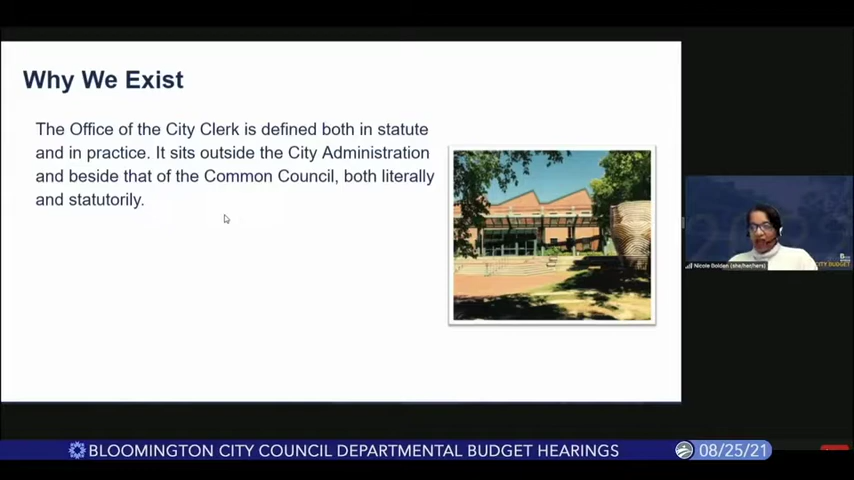 Why We Exist
The Office of the City Clerk is defined both in statute
and in practice. It sits outside the City Administration
and beside that of the Common Council, both literally
and statutorily.
Nicole Bolden (she/her/hers)
CITY BUDGET
BLOOMINGTON CITY COUNCIL DEPARTMENTAL BUDGET HEARINGS
08/25/21